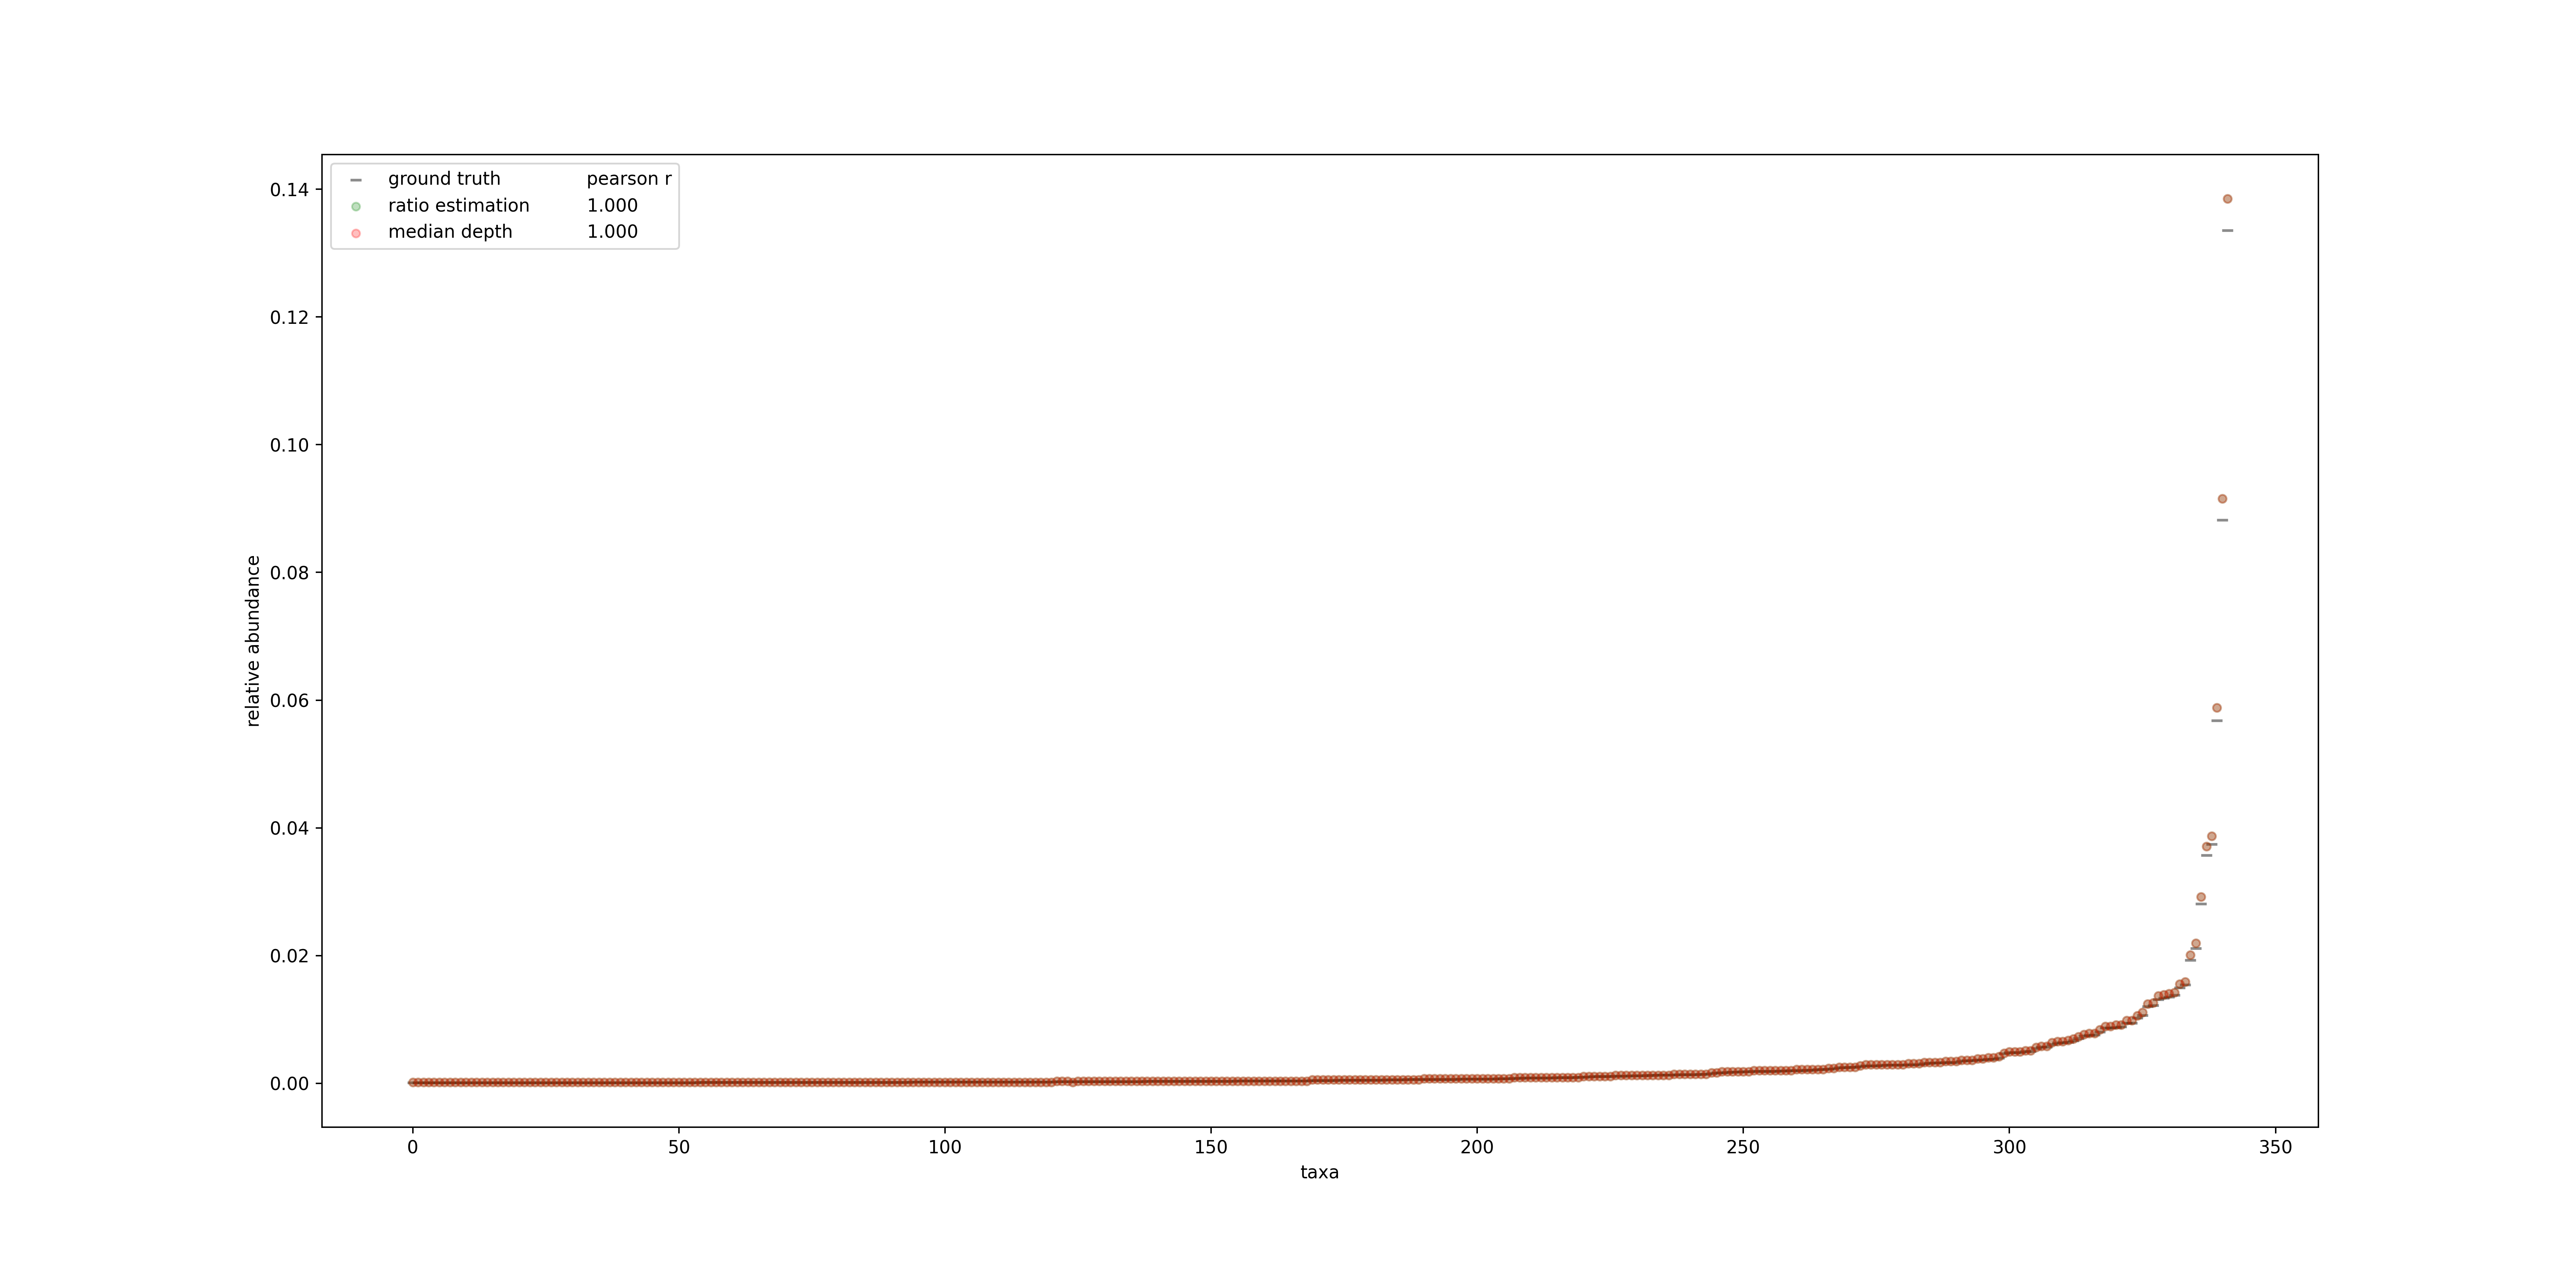 ground truth pearson r
ratio estimation 1.000
median depth 1.000
0.14
0.12
0.10
0.08
0.06
0.04
0.02
0.00
relative abundance
0 50 100 150 200 250 300 350
taxa